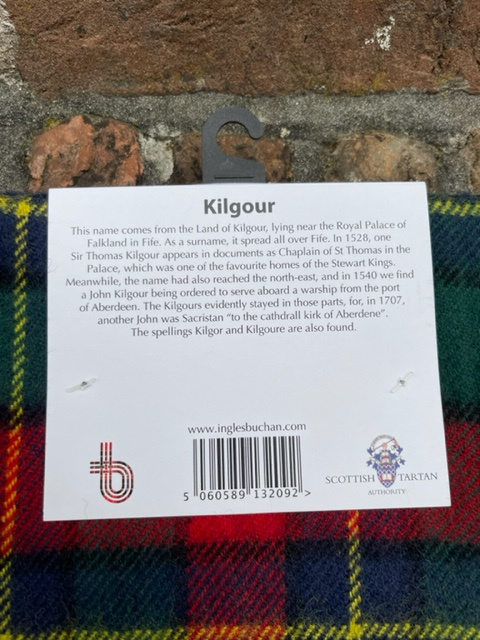 Kilgour
This name comes from the Land of Kilgour, lying near the Royal Palace of
Falkland in Fife. As a surname, it spread all over Fife. In 1528, one
Sir Thomas Kilgour appears in documents as Chaplain of St Thomas in the
Palace, which was one of the favourite homes of the Stewart Kings.
Meanwhile, the name had also reached the north-east, and in 1540 we find
a John Kilgour being ordered to serve aboard a warship from the port
of Aberdeen. The Kilgours evidently stayed in those parts, for, in 1707,
another John was Sacristan "to the cathdrall kirk of Aberdene".
The spellings Kilgor and Kilgoure are also found.
www.inglesbuchan.com
5 060589 132092 >
b
SCOTTISH TARTAN
AUTHORITY